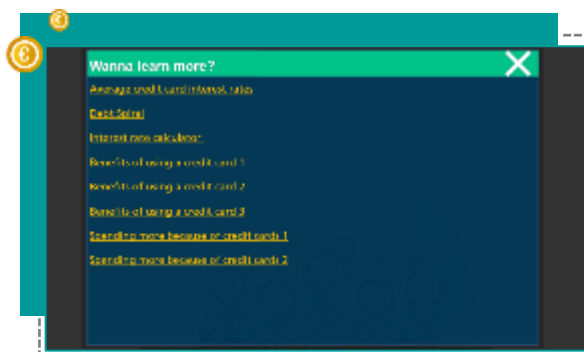 Wanna learn more?
Average credit card interest rates
Debt Spiral
Interest rate calculator
Benefits of using a credit card 1
Benefits of using a credit card 2
Benefits of using a credit card 3
Spending more because of credit cards 1
Spending more because of credit cards 2